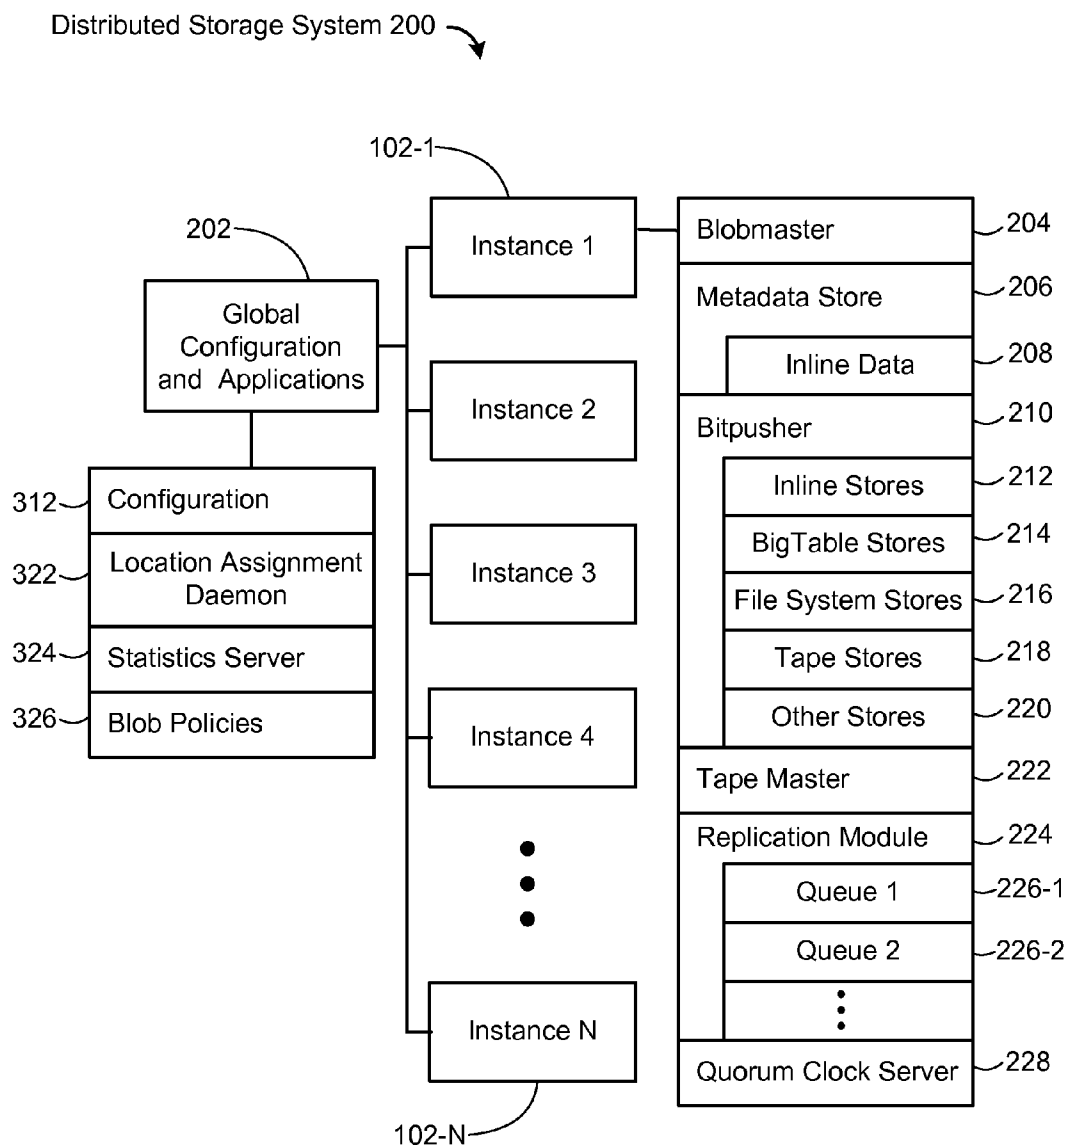 Distributed Storage System 200
102-1
202
Global
Configuration
and Applications
312
Configuration
322
Location Assignment
Daemon
324
Statistics Server
326
Blob Policies
Instance 1
Instance 2
Instance 3
Instance 4
Instance N
102-N
Blobmaster
204
Metadata Store
206
Inline Data
208
Bitpusher
210
Inline Stores
212
BigTable Stores
214
File System Stores
216
Tape Stores
218
Other Stores
220
Tape Master
222
Replication Module
224
Queue 1
226-1
Queue 2
226-2
Quorum Clock Server
228